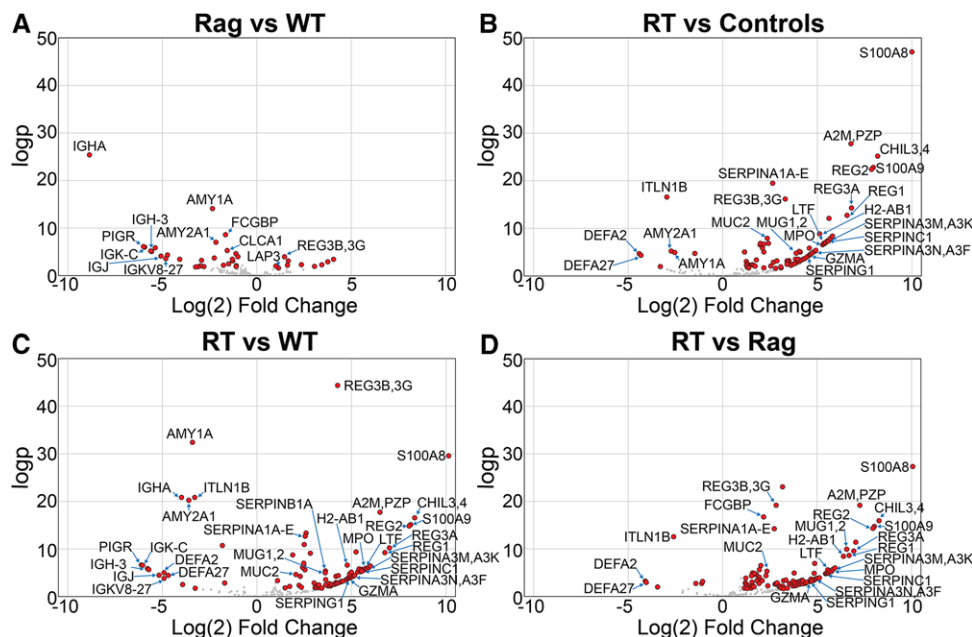 A
Rag vs WT
50
40
30
20
10
0
logp
-10
-5
0
5
10
Log(2) Fold Change
IGHA
AMY1A
IGH-3
AMY2A1
FCGBP
PIGR
CLCA1
REG3B,3G
IGK-C
LAP3
IGJ
IGKV8-27
B
RT vs Controls
50
40
30
20
10
0
logp
-10
-5
0
5
10
Log(2) Fold Change
S100A8
A2M,PZP
CHIL3,4
REG2
S100A9
SERPINA1A-E
ITLN1B
REG3B,3G
REG3A
REG1
LTF
H2-AB1
MUC2
MUG1,2
SERPINA3M,A3K
AMY2A1
MPO
SERPINC1
DEFA2
SERPINA3N,A3F
DEFA27
AMY1A
GZMA
SERPING1
C
RT vs WT
50
40
30
20
10
0
logp
-10
-5
0
5
10
Log(2) Fold Change
REG3B,3G
AMY1A
S100A8
IGHA
ITLN1B
AMY2A1
SERPINB1A
A2M,PZP
CHIL3,4
S100A9
REG2
H2-AB1
SERPINA1A-E
MPO
LTF
REG3A
REG1
PIGR
IGK-C
MUG1,2
SERPINA3M,A3K
IGH-3
DEFA2
MUC2
SERPINC1
IGJ
DEFA27
SERPINA3N,A3F
IGKV8-27
GZMA
SERPING1
D
RT vs Rag
50
40
30
20
10
0
logp
-10
-5
0
5
10
Log(2) Fold Change
S100A8
REG3B,3G
A2M,PZP
FCGBP
CHIL3,4
REG2
SERPINA1A-E
MUG1,2
S100A9
ITLN1B
H2-AB1
REG3A
MUC2
REG1
LTF
SERPINA3M,A3K
DEFA2
MPO
SERPINC1
DEFA27
SERPINA3N,A3F
GZMA
SERPING1